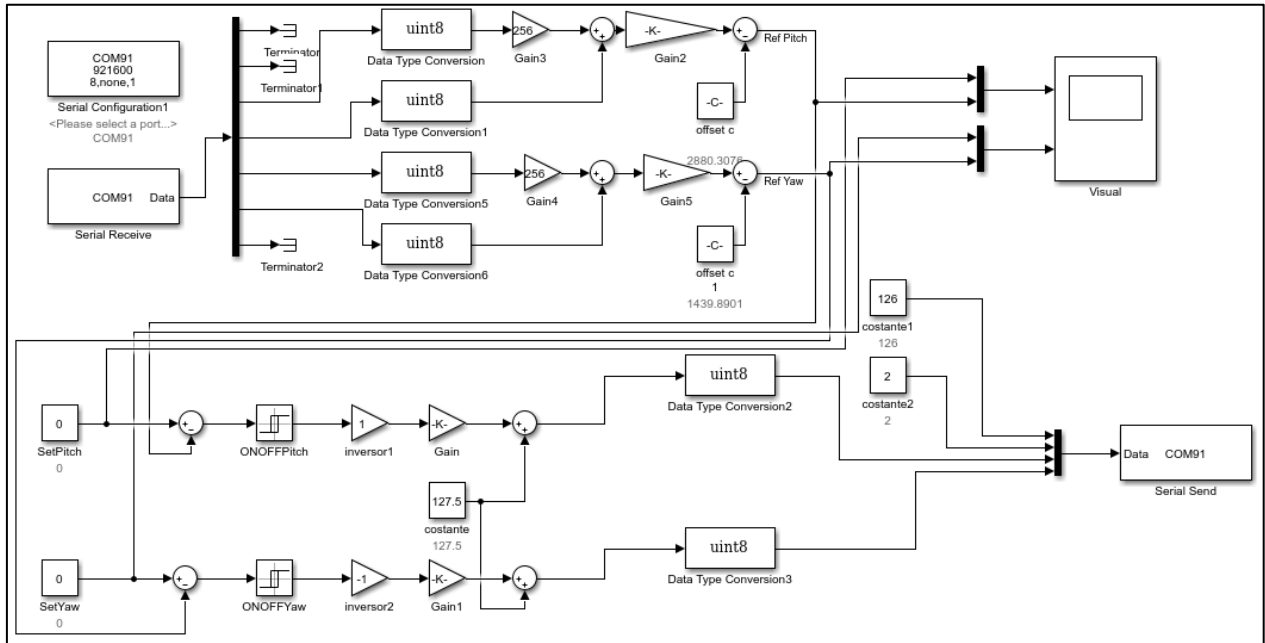 COM91
921600
8,none,1
Serial Configuration1
<Please select a port...>
COM91
COM91 Data
Serial Receive
Terminator
Terminator1
Terminator2
uint8
Data Type Conversion
uint8
Data Type Conversion1
uint8
Data Type Conversion5
uint8
Data Type Conversion6
256
Gain3
256
Gain4
-K-
Gain2
-K-
Gain5
Ref Pitch
-C-
offset c
2880.3076
Ref Yaw
-C-
offset c
1
1439.8901
Visual
126
costante1
126
2
costante2
2
0
SetPitch
0
ONOFFPitch
1
inversor1
-K-
Gain
uint8
Data Type Conversion2
127.5
costante
127.5
0
SetYaw
0
ONOFFYaw
-1
inversor2
-K-
Gain1
uint8
Data Type Conversion3
Data COM91
Serial Send